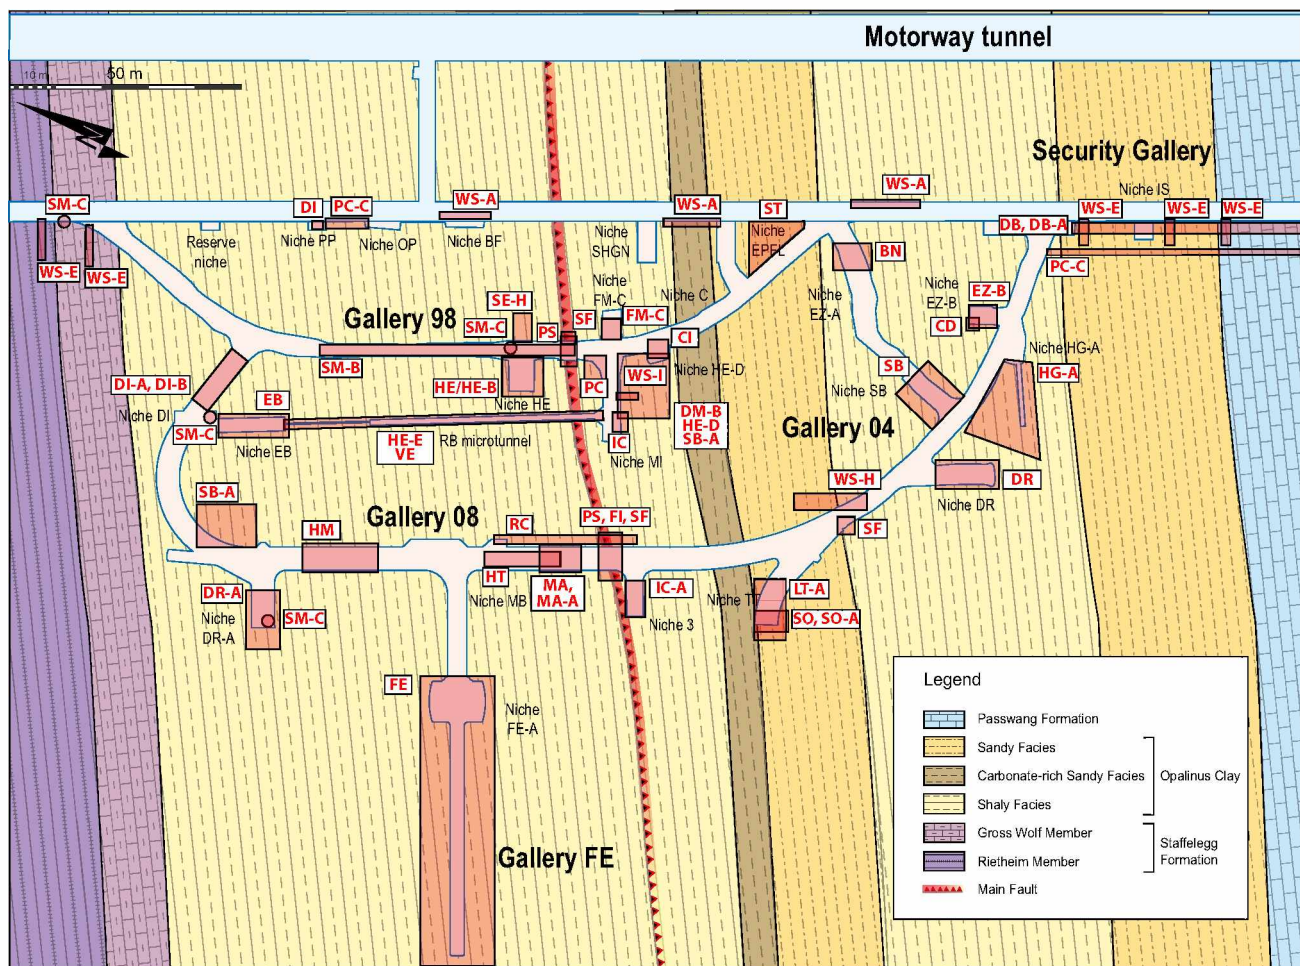 Motorway tunnel
10 m
50 m
N
Security Gallery
Niche IS
SM-C
DI
PC-C
WS-A
WS-A
ST
WS-A
DB, DB-A
WS-E
WS-E
WS-E
WS-E
WS-E
Reserve
niche
Niche PP
Niche OP
Niche BF
Niche
SHGN
Niche
EPFL
BN
PC-C
Niche
FM-C
Niche C
Niche
EZ-A
Niche
EZ-B
EZ-B
CD
Gallery 98
SE-H
SM-C
PS
SF
FM-C
CI
SM-B
DI-A, DI-B
HE/HE-B
Niche HE
PC
WS-I
Niche HE-D
SB
Niche SB
Niche HG-A
HG-A
Niche DI
EB
SM-C
Niche EB
HE-E
VE
RB microtunnel
IC
DM-B
HE-D
SB-A
Niche MI
Gallery 04
SB-A
HM
Gallery 08
RC
PS, FI, SF
WS-H
DR
Niche DR
SF
HT
Niche MB
MA,
MA-A
IC-A
Niche 3
Niche TT
LT-A
SO, SO-A
DR-A
Niche
DR-A
SM-C
FE
Niche
FE-A
Gallery FE
Legend
Passwang Formation
Sandy Facies
Carbonate-rich Sandy Facies
Opalinus Clay
Shaly Facies
Gross Wolf Member
Staffelegg
Formation
Rietheim Member
Main Fault